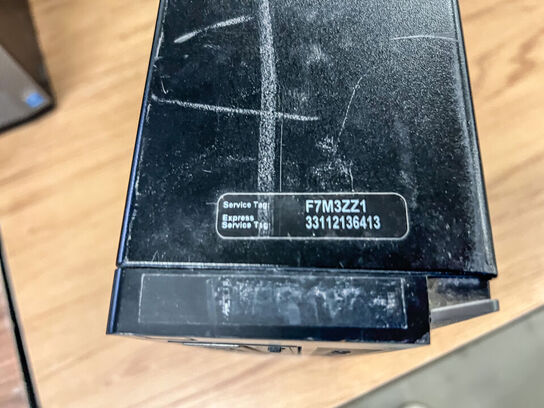 Service Tag: F7M3ZZ1
Express
Service Tag: 33112136413